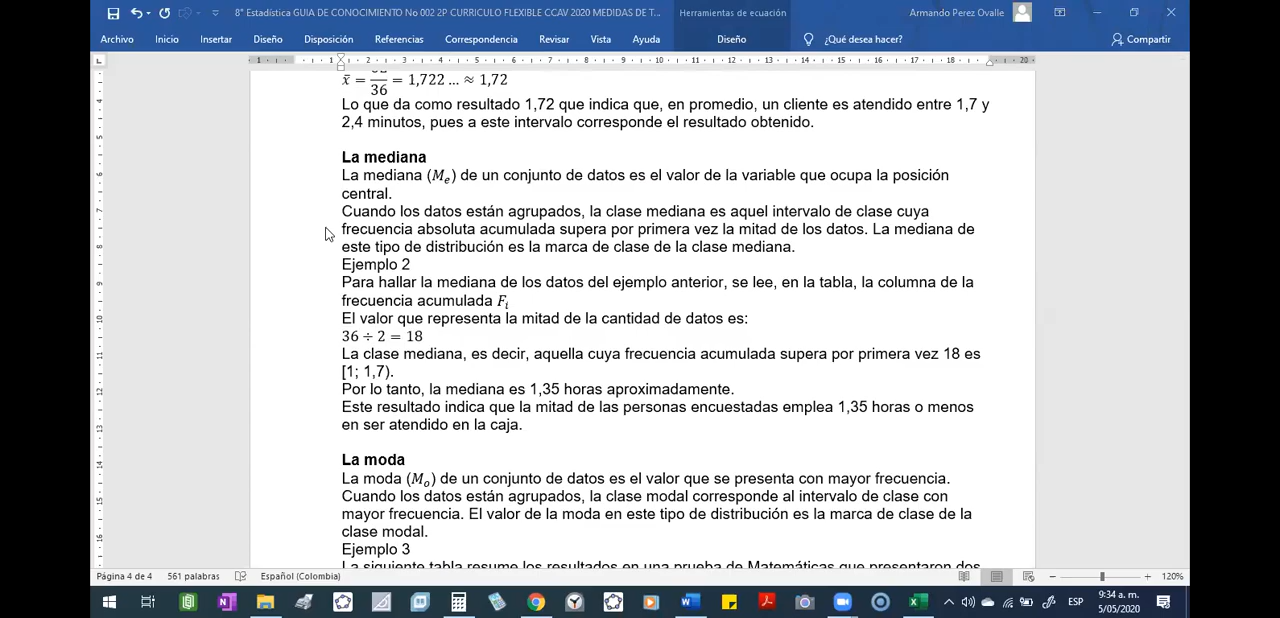 8° Estadística GUIA DE CONOCIMIENTO No 002 2P CURRICULO FLEXIBLE CCAV 2020 MEDIDAS DE T...
Herramientas de ecuación
Armando Perez Ovalle
Archivo Inicio Insertar Diseño Disposición Referencias Correspondencia Revisar Vista Ayuda Diseño ¿Qué desea hacer? Compartir
x̄ = /36 = 1,722 ... ≈ 1,72
Lo que da como resultado 1,72 que indica que, en promedio, un cliente es atendido entre 1,7 y
2,4 minutos, pues a este intervalo corresponde el resultado obtenido.
La mediana
La mediana (Mₑ) de un conjunto de datos es el valor de la variable que ocupa la posición
central.
Cuando los datos están agrupados, la clase mediana es aquel intervalo de clase cuya
frecuencia absoluta acumulada supera por primera vez la mitad de los datos. La mediana de
este tipo de distribución es la marca de clase de la clase mediana.
Ejemplo 2
Para hallar la mediana de los datos del ejemplo anterior, se lee, en la tabla, la columna de la
frecuencia acumulada Fᵢ
El valor que representa la mitad de la cantidad de datos es:
36 ÷ 2 = 18
La clase mediana, es decir, aquella cuya frecuencia acumulada supera por primera vez 18 es
[1; 1,7).
Por lo tanto, la mediana es 1,35 horas aproximadamente.
Este resultado indica que la mitad de las personas encuestadas emplea 1,35 horas o menos
en ser atendido en la caja.
La moda
La moda (Mₒ) de un conjunto de datos es el valor que se presenta con mayor frecuencia.
Cuando los datos están agrupados, la clase modal corresponde al intervalo de clase con
mayor frecuencia. El valor de la moda en este tipo de distribución es la marca de clase de la
clase modal.
Ejemplo 3
La siguiente tabla resume los resultados en una prueba de Matemáticas que presentaron dos
Página 4 de 4 561 palabras Español (Colombia) 120%
ESP
9:34 a. m.
5/05/2020